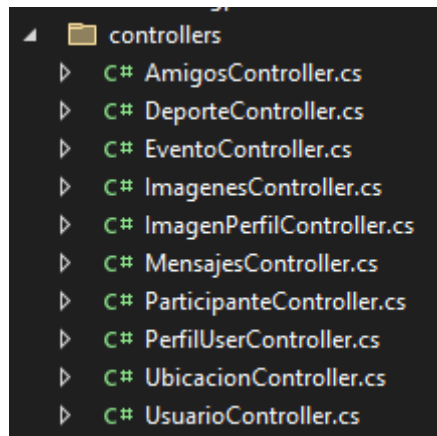 controllers
C# AmigosController.cs
C# DeporteController.cs
C# EventoController.cs
C# ImagenesController.cs
C# ImagenPerfilController.cs
C# MensajesController.cs
C# ParticipanteController.cs
C# PerfilUserController.cs
C# UbicacionController.cs
C# UsuarioController.cs